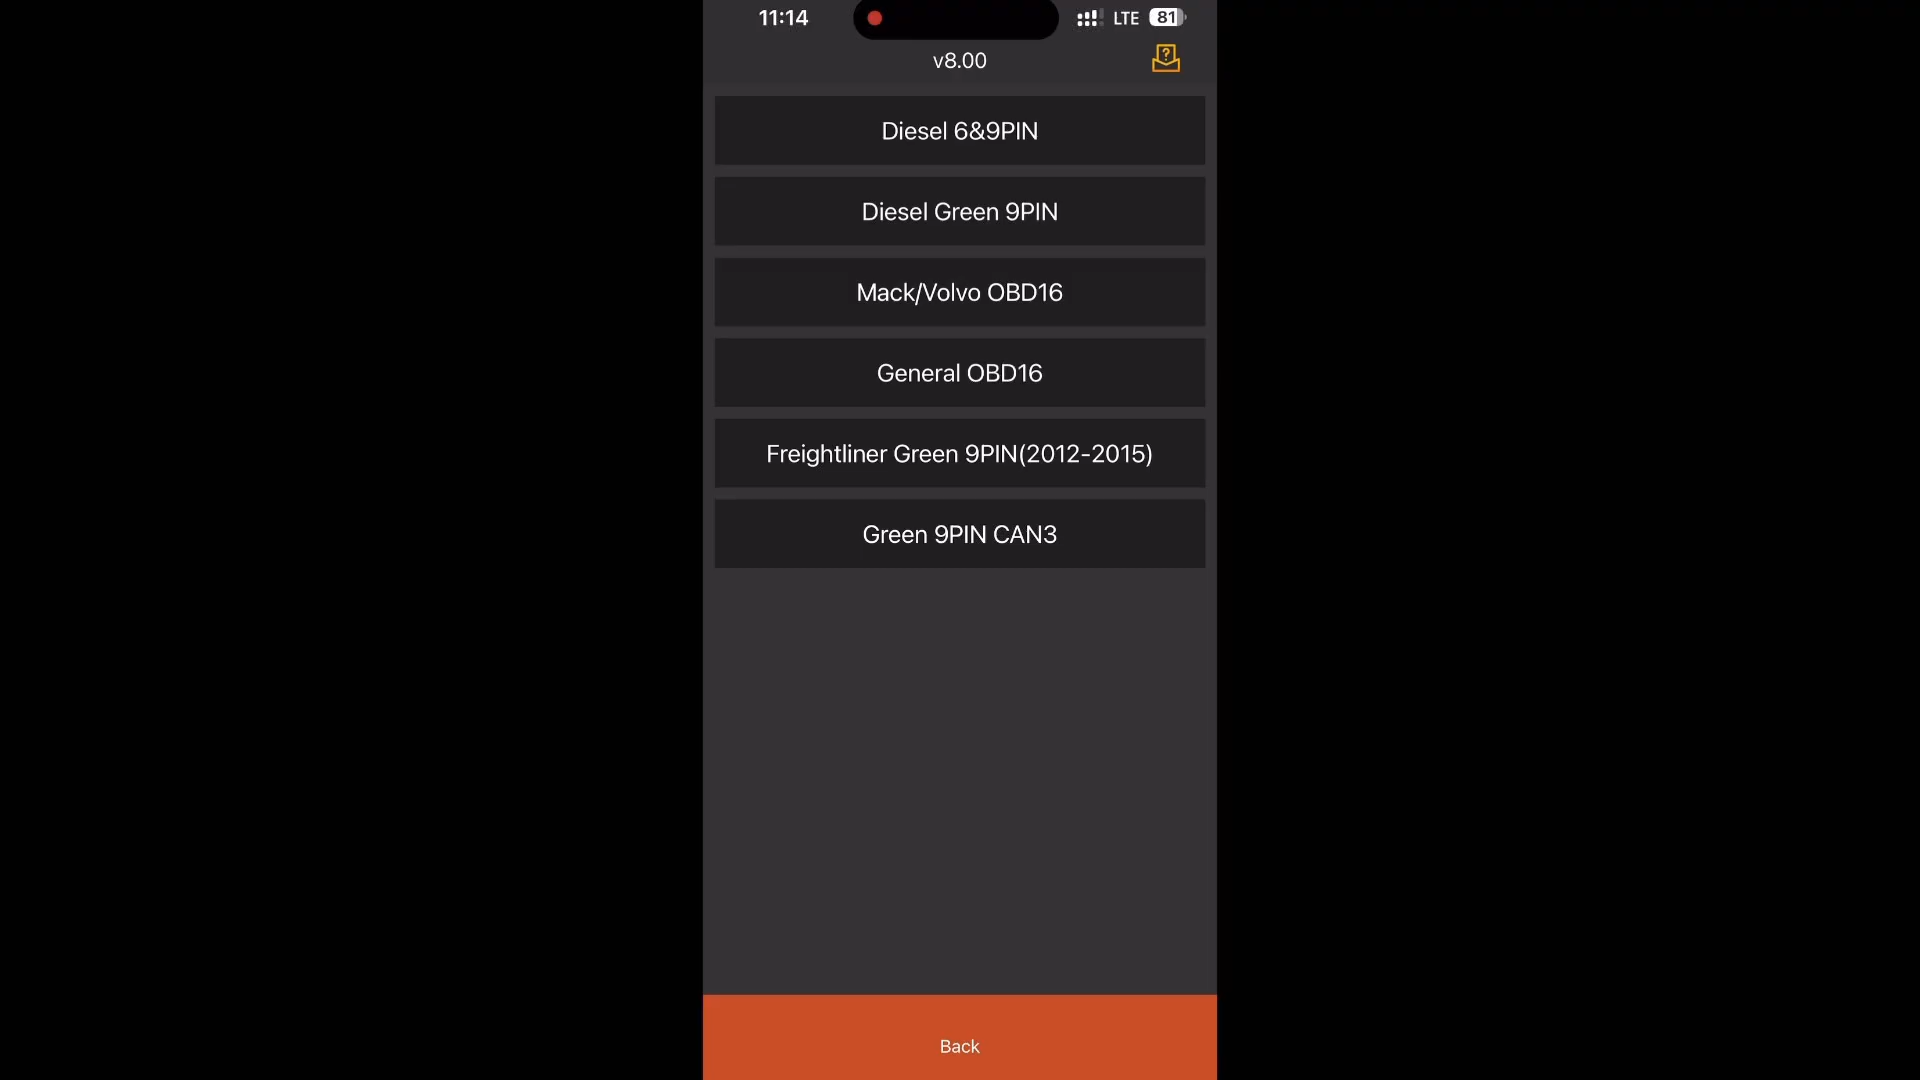 11:14
LTE
81
v8.00
?
Diesel 6&9PIN
Diesel Green 9PIN
Mack/Volvo OBD16
General OBD16
Freightliner Green 9PIN(2012-2015)
Green 9PIN CAN3
Back